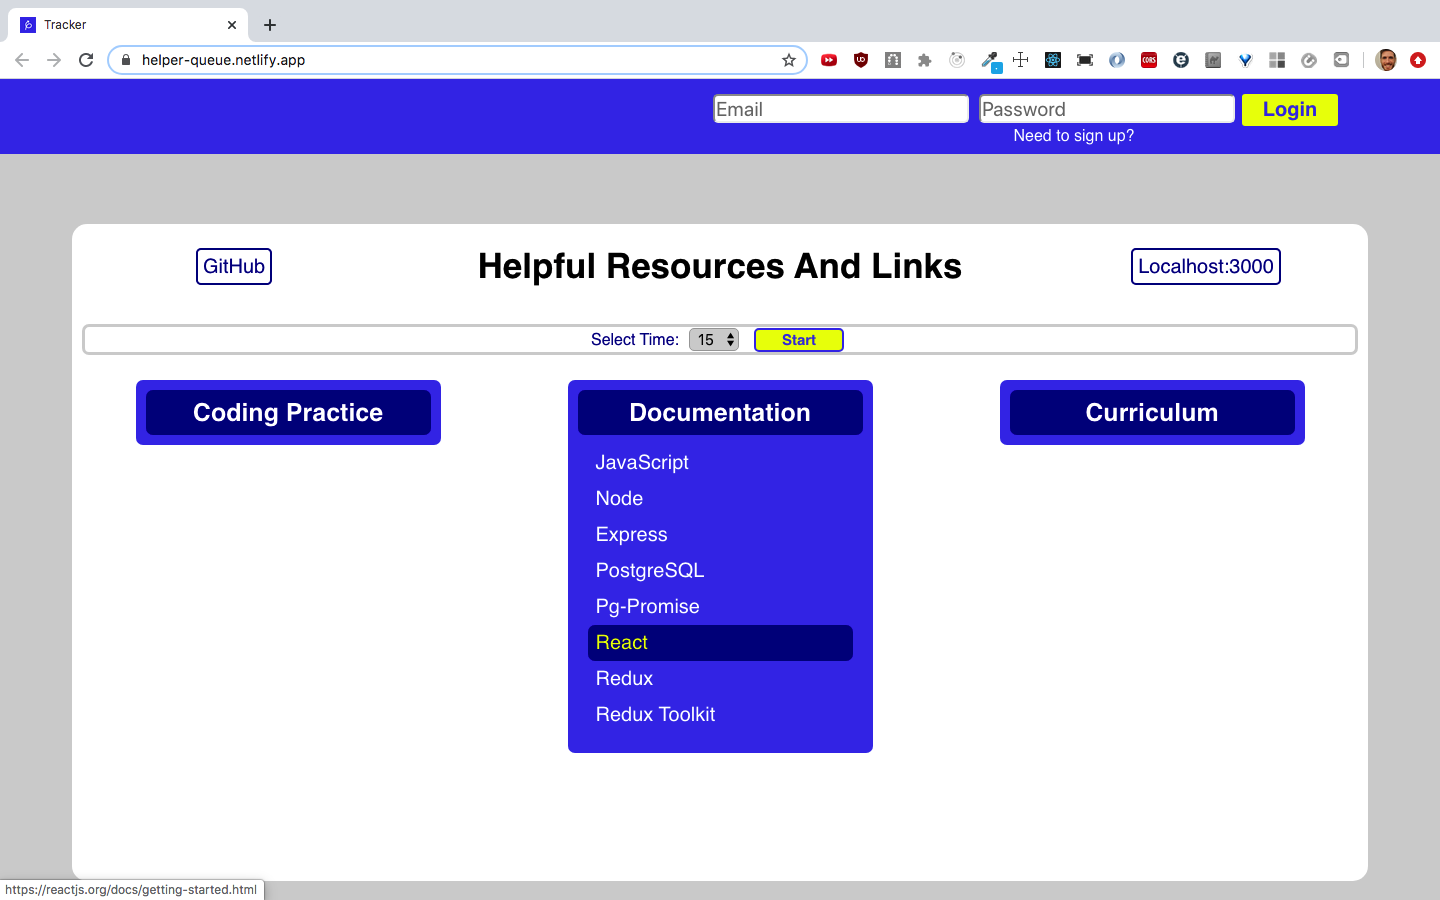 Tracker
helper-queue.netlify.app
CORS
Email
Password
Login
Need to sign up?
GitHub
Helpful Resources And Links
Localhost:3000
Select Time:
15
Start
Coding Practice
Documentation
JavaScript
Node
Express
PostgreSQL
Pg-Promise
React
Redux
Redux Toolkit
Curriculum
https://reactjs.org/docs/getting-started.html